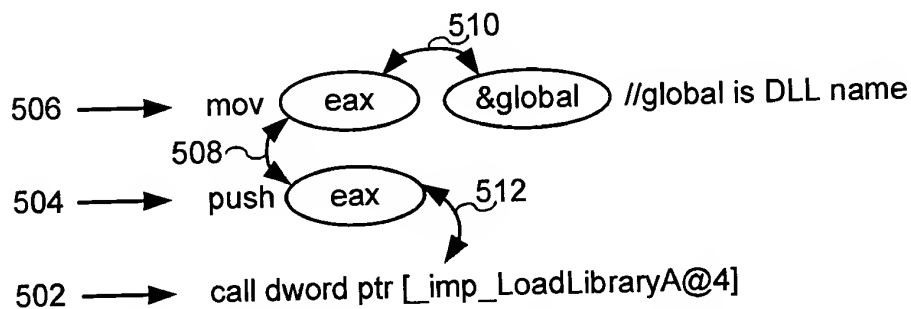 510
506 mov eax &global //global is DLL name
508
504 push eax 512
502 call dword ptr [_imp_LoadLibraryA@4]